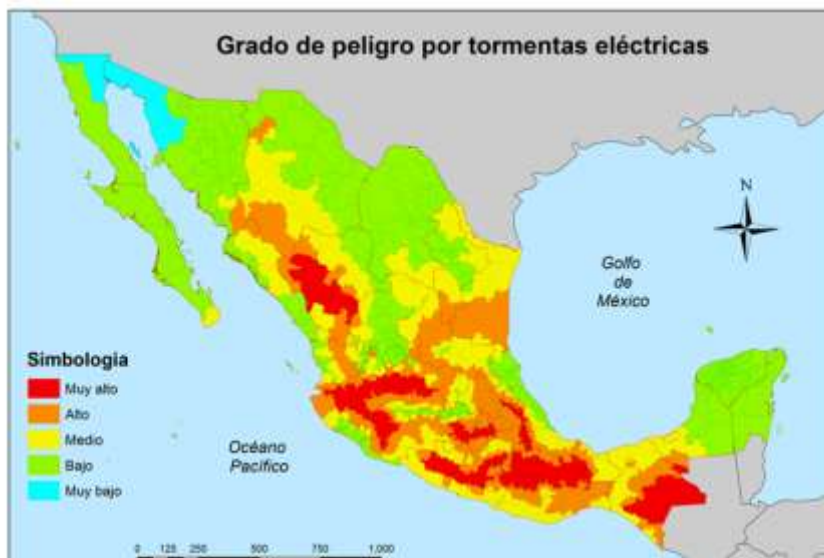 Grado de peligro por tormentas eléctricas
N
Golfo
de
México
Simbologia
Muy alto
Alto
Medio
Bajo
Muy bajo
Océano
Pacífico
0 125 250 500 750 1,000